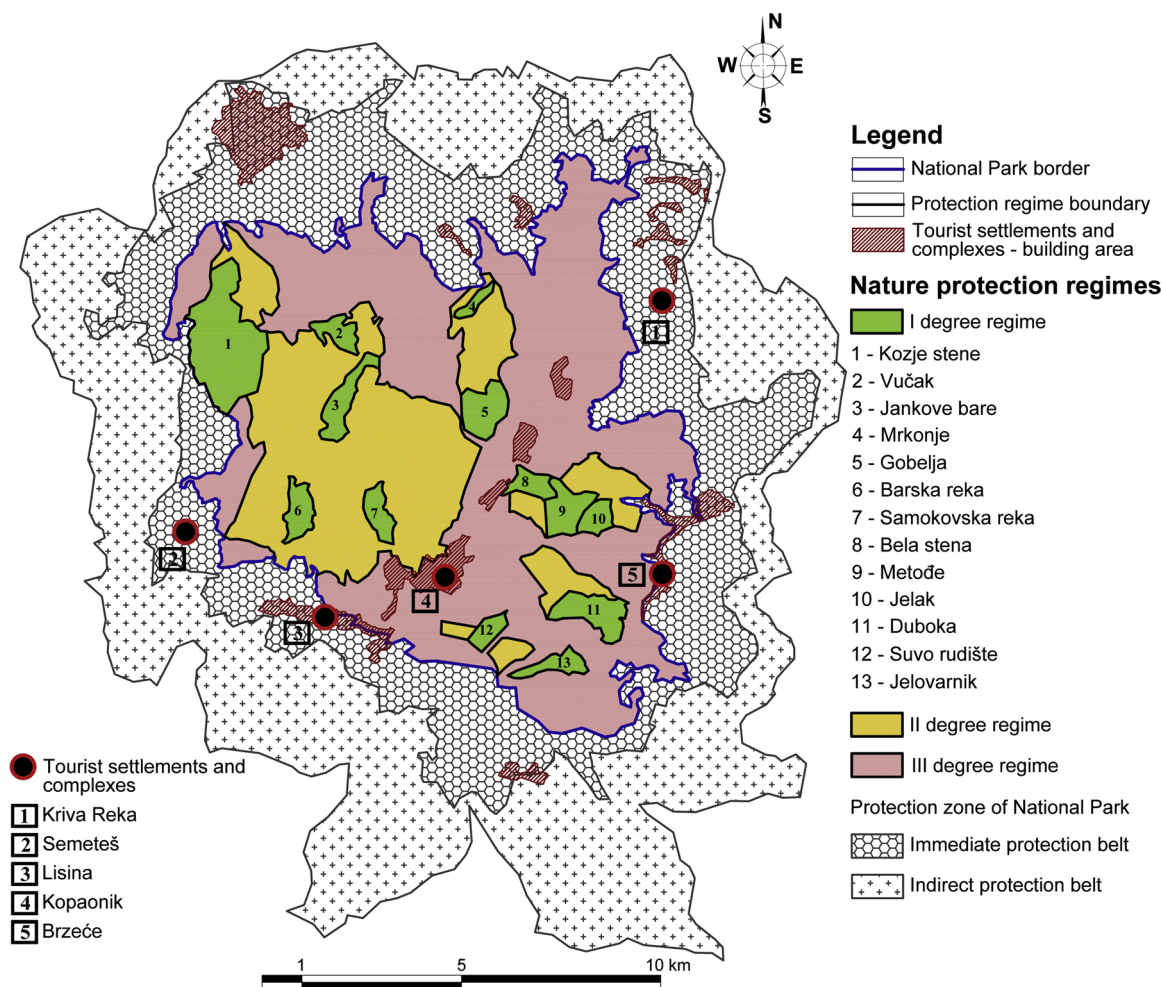 N
W E
S
Legend
National Park border
Protection regime boundary
Tourist settlements and
complexes - building area
Nature protection regimes
I degree regime
1 - Kozje stene
2 - Vučak
3 - Jankove bare
4 - Mrkonje
5 - Gobelja
6 - Barska reka
7 - Samokovska reka
8 - Bela stena
9 - Metođe
10 - Jelak
11 - Duboka
12 - Suvo rudište
13 - Jelovarnik
II degree regime
III degree regime
Protection zone of National Park
Immediate protection belt
Indirect protection belt
1
2
3
4
5
6
7
8
9
10
11
12
13
1
2
3
4
5
Tourist settlements and
complexes
1 Kriva Reka
2 Semeteš
3 Lisina
4 Kopaonik
5 Brzeće
1 5 10 km